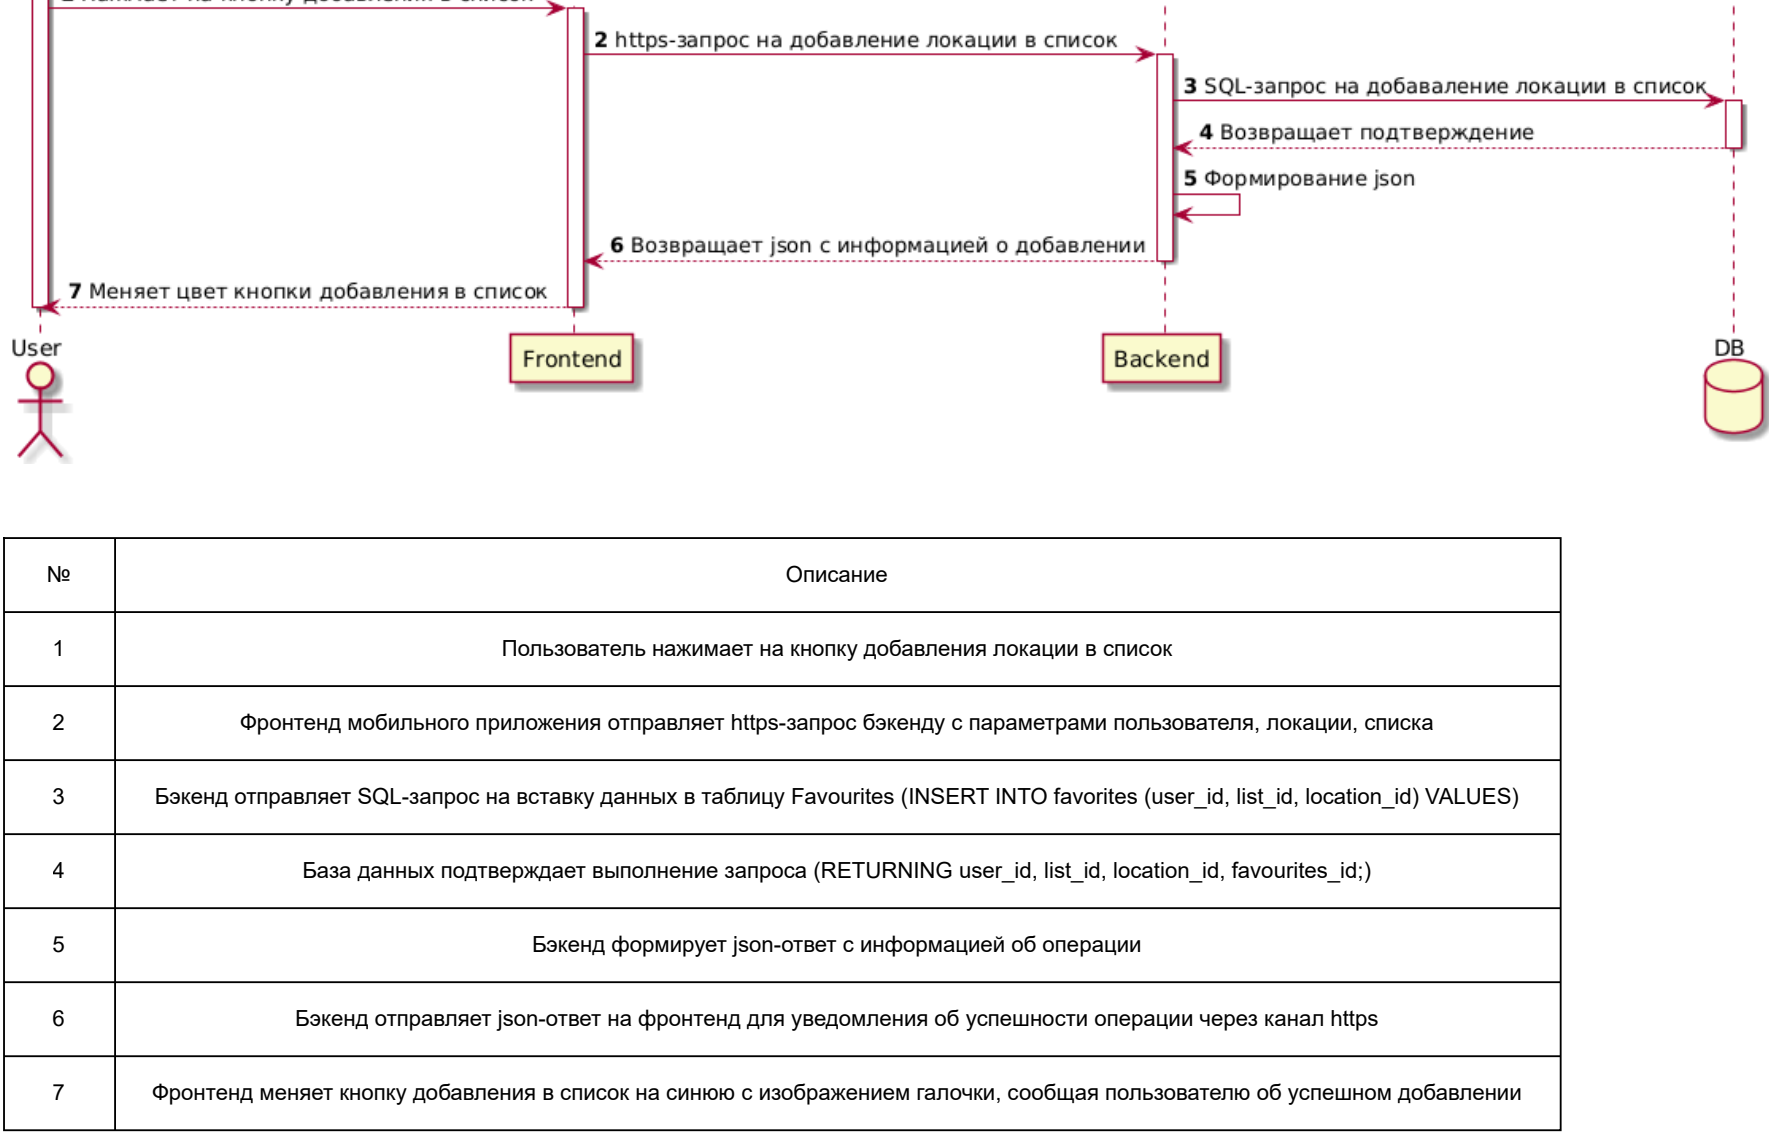 2 https-запрос на добавление локации в список
3 SQL-запрос на добаваление локации в список
4 Возвращает подтверждение
5 Формирование json
6 Возвращает json с информацией о добавлении
7 Меняет цвет кнопки добавления в список
User
Frontend
Backend
DB
№ Описание
1 Пользователь нажимает на кнопку добавления локации в список
2 Фронтенд мобильного приложения отправляет https-запрос бэкенду с параметрами пользователя, локации, списка
3 Бэкенд отправляет SQL-запрос на вставку данных в таблицу Favourites (INSERT INTO favorites (user_id, list_id, location_id) VALUES)
4 База данных подтверждает выполнение запроса (RETURNING user_id, list_id, location_id, favourites_id;)
5 Бэкенд формирует json-ответ с информацией об операции
6 Бэкенд отправляет json-ответ на фронтенд для уведомления об успешности операции через канал https
7 Фронтенд меняет кнопку добавления в список на синюю с изображением галочки, сообщая пользователю об успешном добавлении